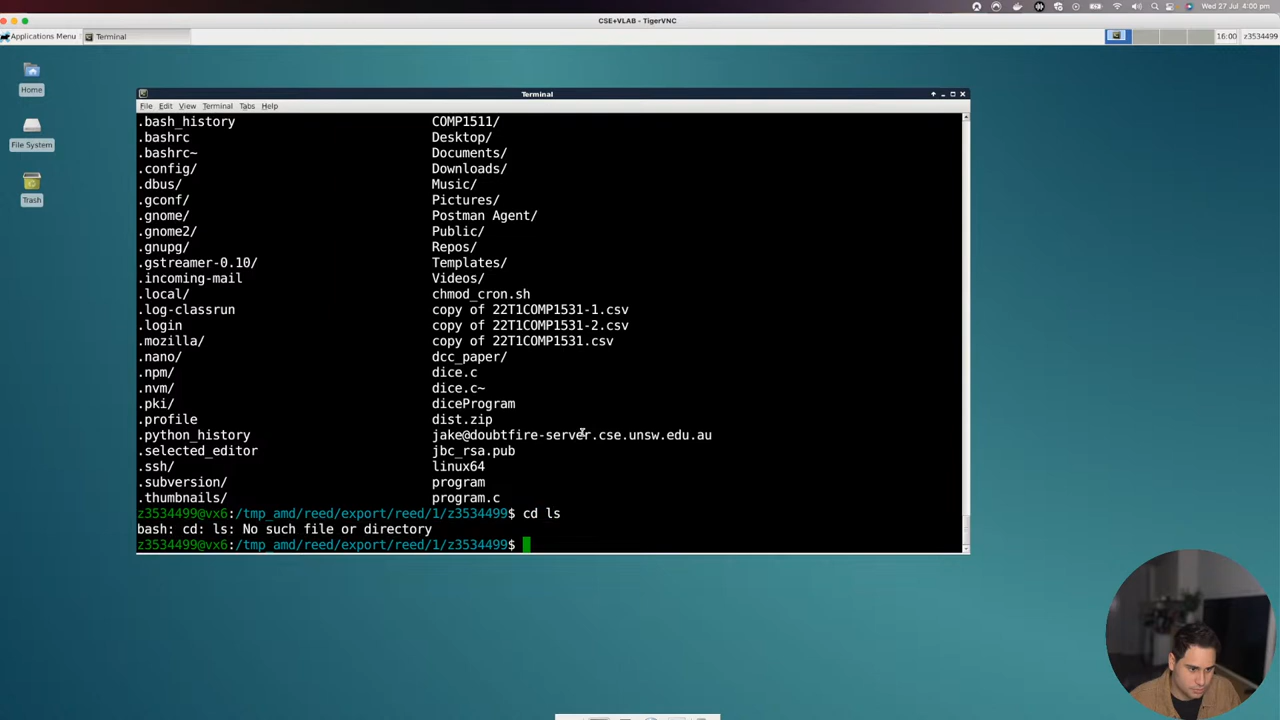 Wed 27 Jul 4:00 pm
CSE+VLAB - TigerVNC
Applications Menu
Terminal
16:00
z3534499
Home
File System
Trash
Terminal
File Edit View Terminal Tabs Help
.bash_history COMP1511/
.bashrc Desktop/
.bashrc~ Documents/
.config/ Downloads/
.dbus/ Music/
.gconf/ Pictures/
.gnome/ Postman Agent/
.gnome2/ Public/
.gnupg/ Repos/
.gstreamer-0.10/ Templates/
.incoming-mail Videos/
.local/ chmod_cron.sh
.log-classrun copy of 22T1COMP1531-1.csv
.login copy of 22T1COMP1531-2.csv
.mozilla/ copy of 22T1COMP1531.csv
.nano/ dcc_paper/
.npm/ dice.c
.nvm/ dice.c~
.pki/ diceProgram
.profile dist.zip
.python_history jake@doubtfire-server.cse.unsw.edu.au
.selected_editor jbc_rsa.pub
.ssh/ linux64
.subversion/ program
.thumbnails/ program.c
z3534499@vx6:/tmp_amd/reed/export/reed/1/z3534499$ cd ls
bash: cd: ls: No such file or directory
z3534499@vx6:/tmp_amd/reed/export/reed/1/z3534499$